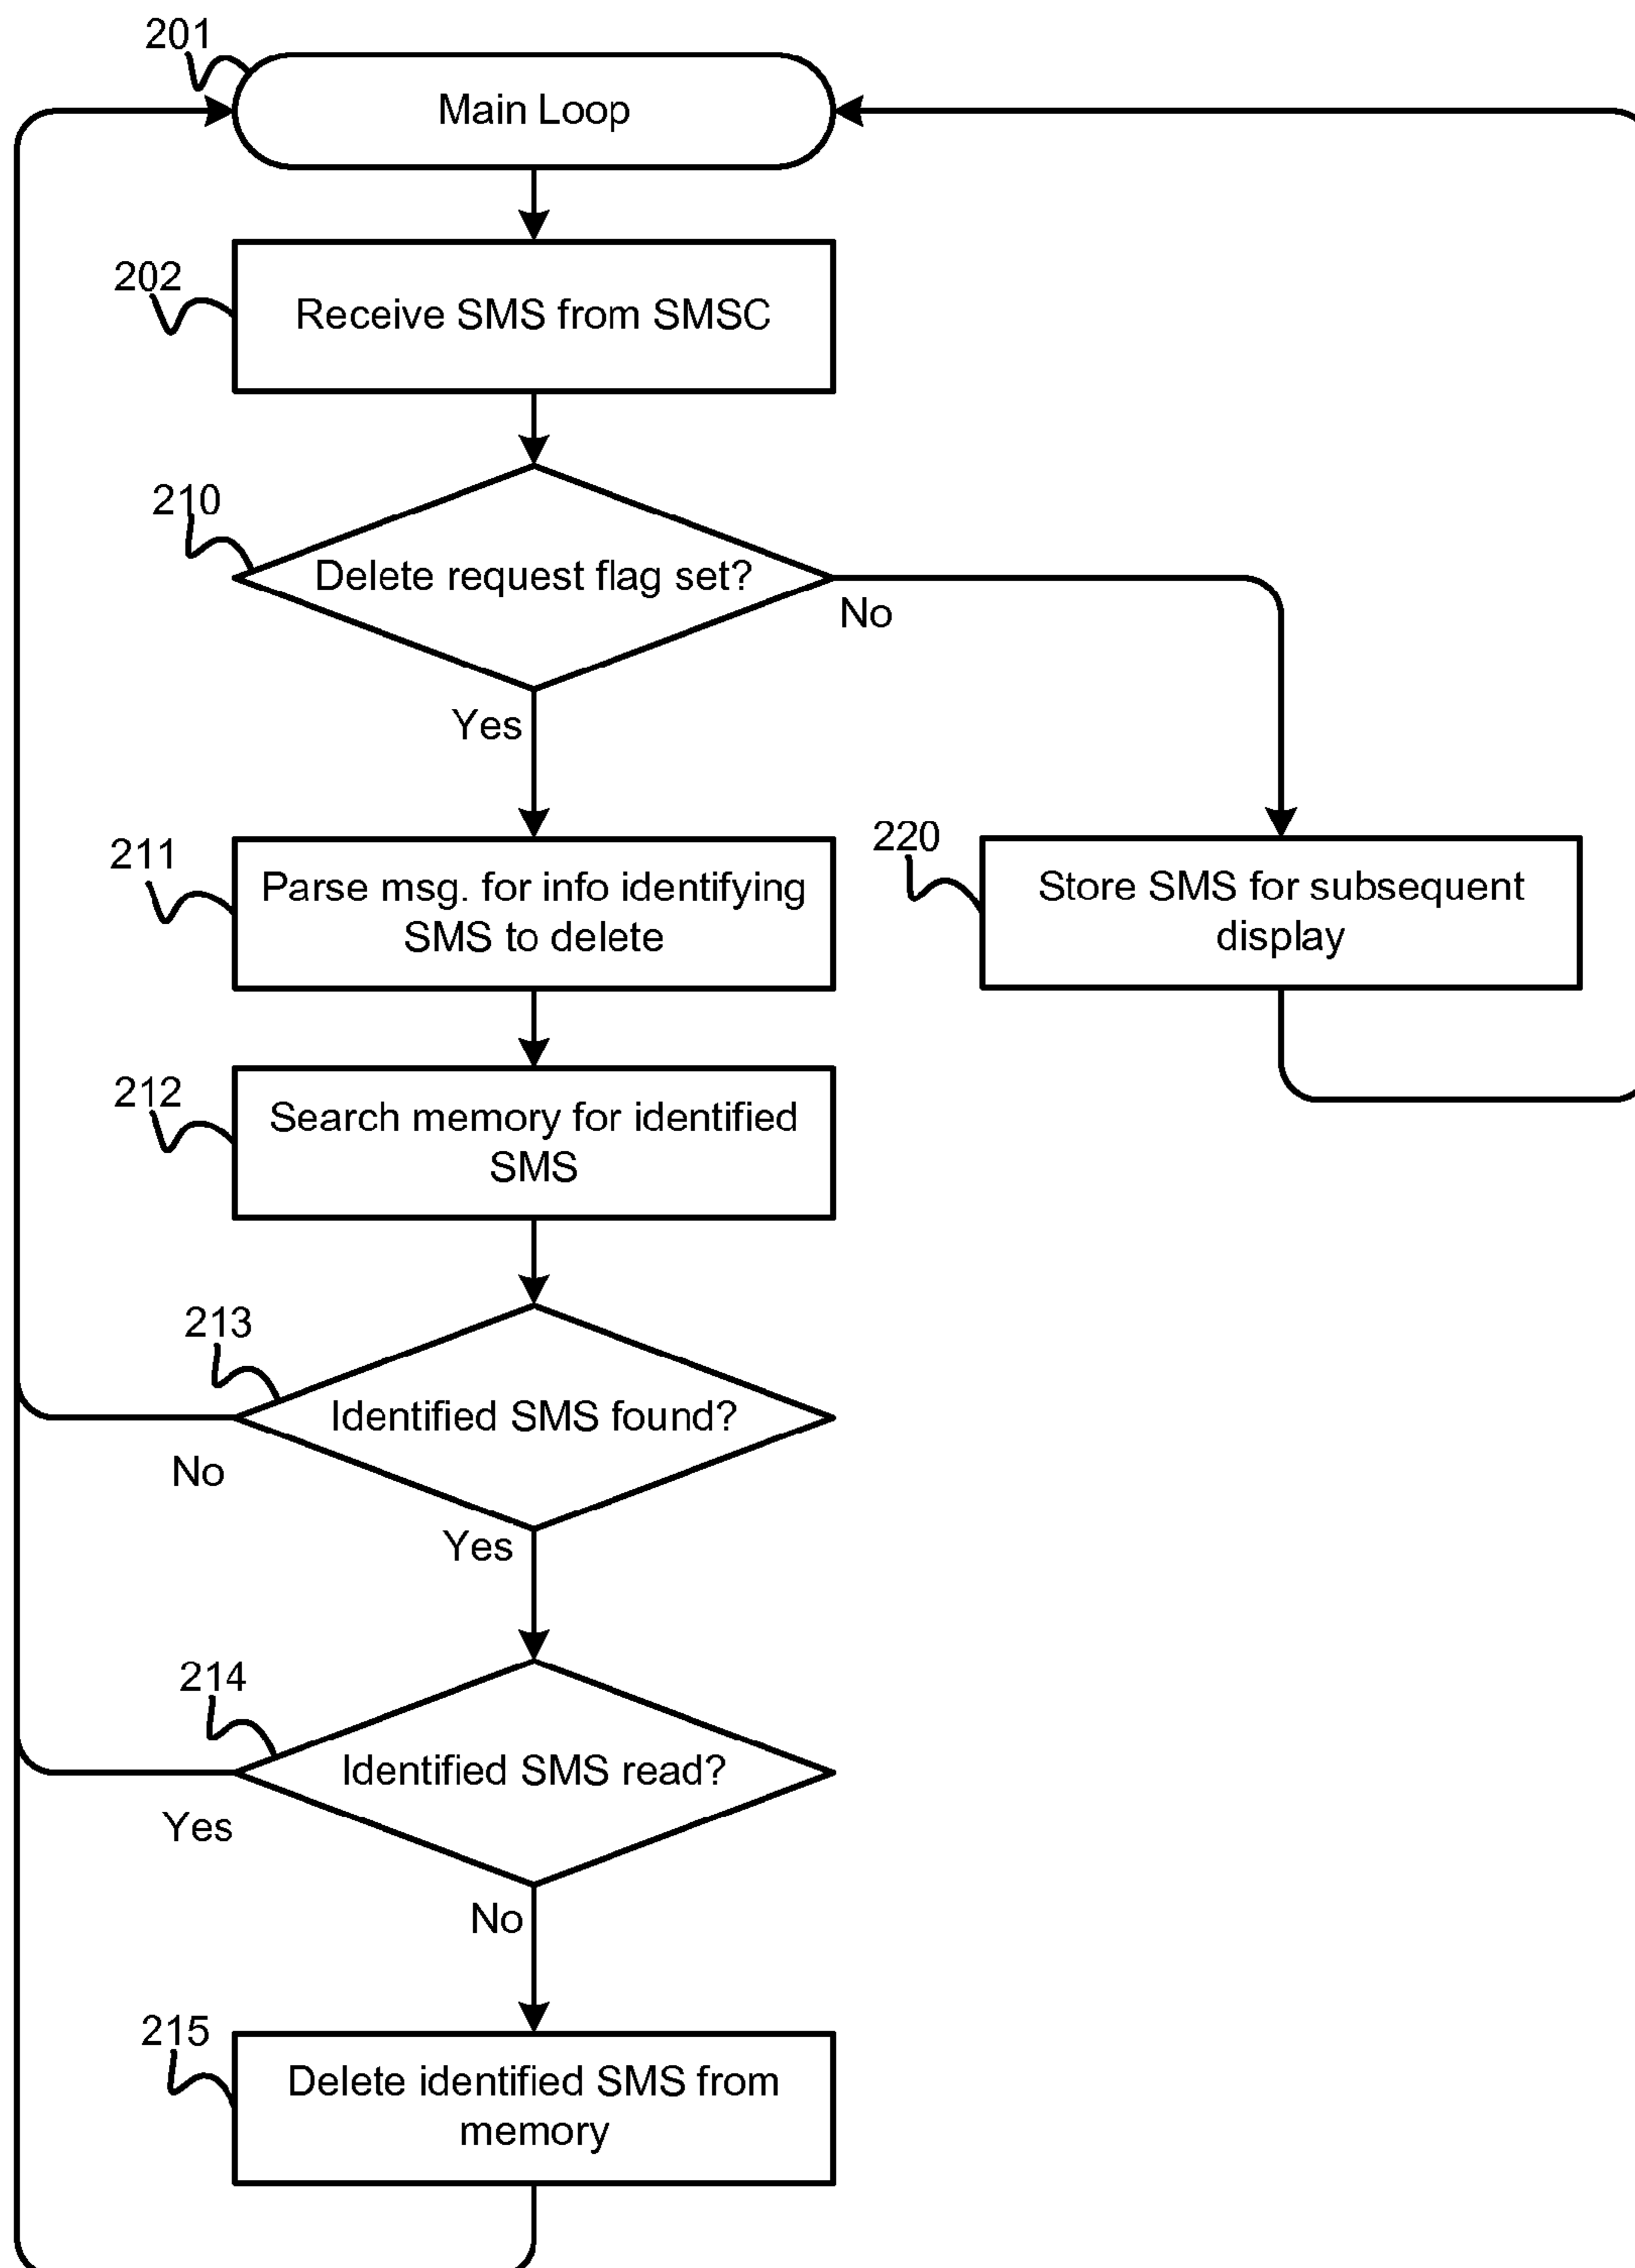 201
Main Loop
202
Receive SMS from SMSC
210
Delete request flag set?
No
Yes
211
Parse msg. for info identifying
SMS to delete
220
Store SMS for subsequent
display
212
Search memory for identified
SMS
213
Identified SMS found?
No
Yes
214
Identified SMS read?
Yes
No
215
Delete identified SMS from
memory